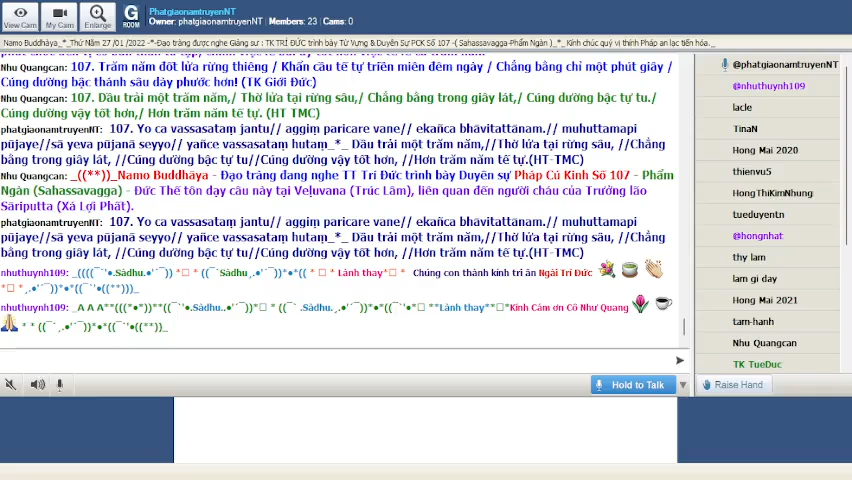 PhatgiaonamtruyenNT
Owner: phatgiaonamtruyenNT | Members: 23 | Cams: 0
View Cam
My Cam
Enlarge
G
ROOM
Namo Buddhàya_*_Thứ Năm 27 /01 /2022 -*-Đạo tràng được nghe Giảng sư : TK TRÍ ĐỨC trình bày Từ Vựng & Duyên Sự PCK Số 107 -( Sahassavagga-Phẩm Ngàn )_*_ Kính chúc quý vị thính Pháp an lạc tiến hóa._
Nhu Quangcan: 107. Trăm năm đốt lửa rừng thiêng / Khấn cầu tế tự triền miên đêm ngày / Chẳng bằng chỉ một phút giây /
Cúng dường bậc thánh sâu dày phước hơn! (TK Giới Đức)
Nhu Quangcan: 107. Dầu trải một trăm năm,/ Thờ lửa tại rừng sâu,/ Chẳng bằng trong giây lát,/ Cúng dường bậc tự tu./
Cúng dường vậy tốt hơn,/ Hơn trăm năm tế tự. (HT TMC)
phatgiaonamtruyenNT: 107. Yo ca vassasataṃ jantu// aggiṃ paricare vane// ekañca bhāvitattānaṃ.// muhuttamapi
pūjaye//sā yeva pūjanā seyyo// yañce vassasataṃ hutaṃ_*_ Dầu trải một trăm năm,//Thờ lửa tại rừng sâu, //Chẳng
bằng trong giây lát, //Cúng dường bậc tự tu//Cúng dường vậy tốt hơn, //Hơn trăm năm tế tự.(HT-TMC)
Nhu Quangcan: _((**))_Namo Buddhāya - Đạo tràng đang nghe TT Trí Đức trình bày Duyên sự Pháp Cú Kinh Số 107 - Phẩm
Ngàn (Sahassavagga) - Đức Thế tôn dạy câu này tại Veḷuvana (Trúc Lâm), liên quan đến người cháu của Trưởng lão
Sāriputta (Xá Lợi Phất).
phatgiaonamtruyenNT: 107. Yo ca vassasataṃ jantu// aggiṃ paricare vane// ekañca bhāvitattānaṃ.// muhuttamapi
pūjaye//sā yeva pūjanā seyyo// yañce vassasataṃ hutaṃ_*_ Dầu trải một trăm năm,//Thờ lửa tại rừng sâu, //Chẳng
bằng trong giây lát, //Cúng dường bậc tự tu//Cúng dường vậy tốt hơn, //Hơn trăm năm tế tự.(HT-TMC)
nhuthuynh109: _((((¯`'•.Sàdhu.•'´¯)) *□ * ((¯`Sàdhu¸.•'´¯))*•*(( * □ * Lành thay*□ * Chúng con thành kính tri ân Ngài Trí Đức
*□ * ¸.•'´¯))*•*((¯`'•((**)))_
nhuthuynh109: _A A A**(((*•*))**((¯`'•.Sàdhu..•'´¯))*□ * ((¯` .Sàdhu.¸.•'´¯))*•*((¯`'•*□ **Lành thay**□*Kính Cảm ơn Cô Như Quang
* * ((¯`¸.•'´¯))*•*((¯`'•((**))_
Hold to Talk
@phatgiaonamtruyenNT
@nhuthuynh109
lacle
TinaN
Hong Mai 2020
thienvu5
HongThiKimNhung
tueduyentn
@hongnhat
thy lam
lam gi day
Hong Mai 2021
tam-hanh
Nhu Quangcan
TK TueDuc
Raise Hand